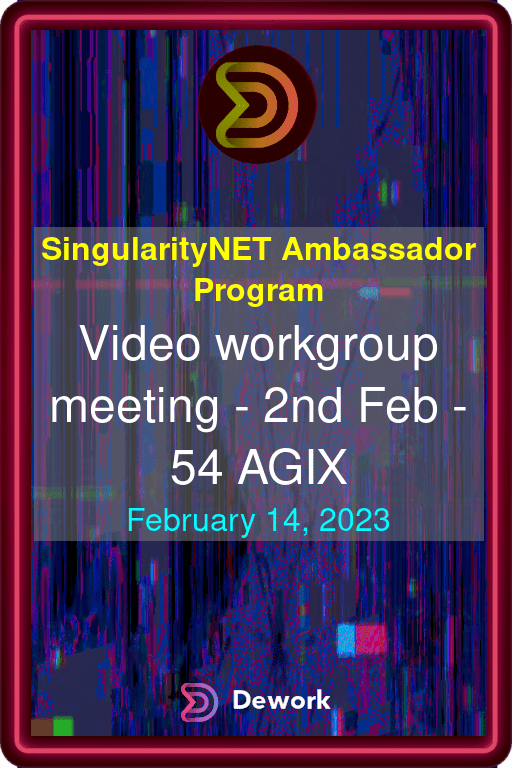 SingularityNET Ambassador
Program
Video workgroup
meeting - 2nd Feb -
54 AGIX
February 14, 2023
Dework